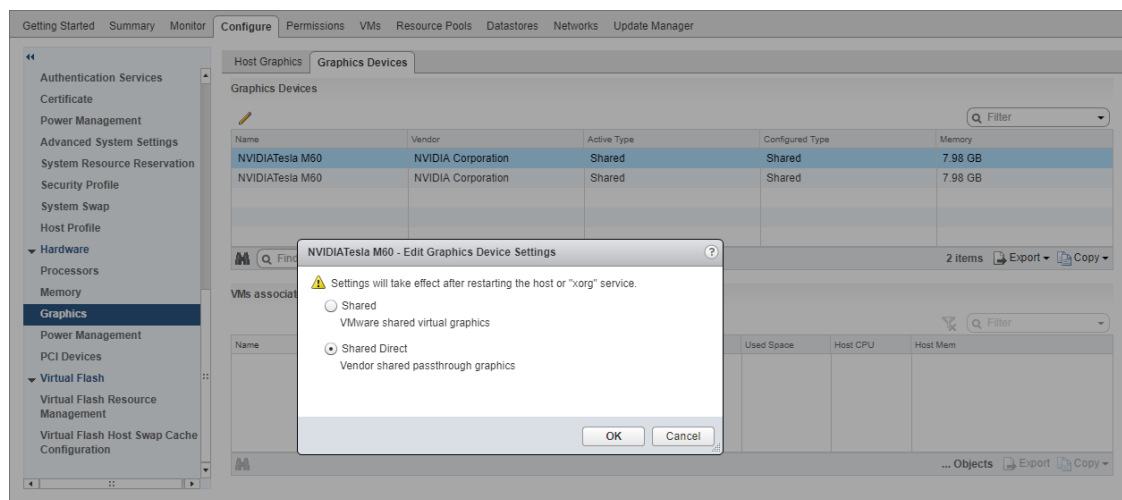 Getting Started Summary Monitor Configure Permissions VMs Resource Pools Datastores Networks Update Manager
Authentication Services
Certificate
Power Management
Advanced System Settings
System Resource Reservation
Security Profile
System Swap
Host Profile
Hardware
Processors
Memory
Graphics
Power Management
PCI Devices
Virtual Flash
Virtual Flash Resource
Management
Virtual Flash Host Swap Cache
Configuration
Host Graphics Graphics Devices
Graphics Devices
Filter
Name Vendor Active Type Configured Type Memory
NVIDIATesla M60 NVIDIA Corporation Shared Shared 7.98 GB
NVIDIATesla M60 NVIDIA Corporation Shared Shared 7.98 GB
Find
2 items Export Copy
VMs associat
Filter
Name Used Space Host CPU Host Mem
NVIDIATesla M60 - Edit Graphics Device Settings ?
Settings will take effect after restarting the host or "xorg" service.
Shared
VMware shared virtual graphics
Shared Direct
Vendor shared passthrough graphics
OK Cancel
... Objects Export Copy